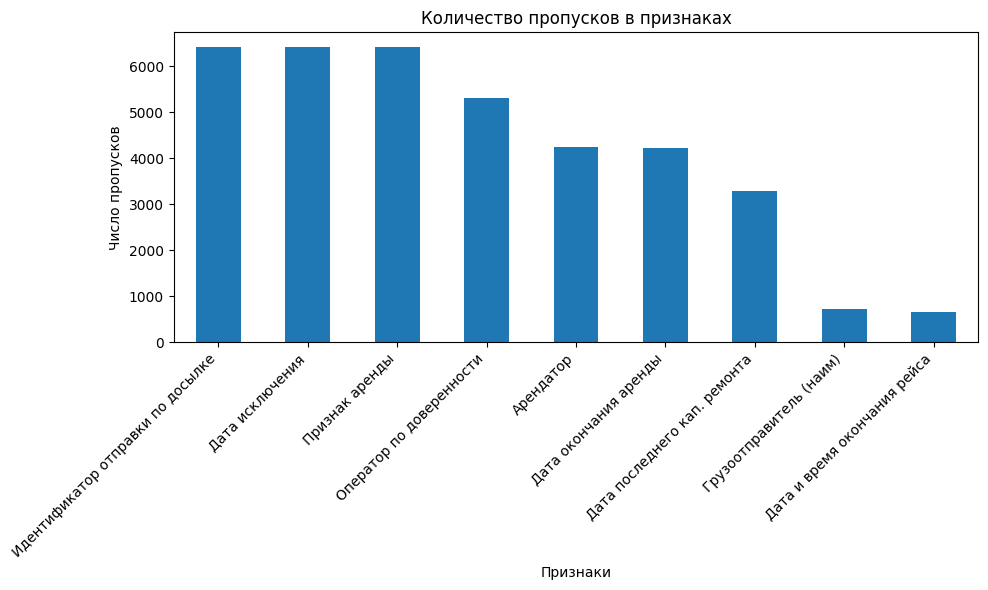 Количество пропусков в признаках
Число пропусков
6000
5000
4000
3000
2000
1000
0
Идентификатор отправки по досылке
Дата исключения
Признак аренды
Оператор по доверенности
Арендатор
Дата окончания аренды
Дата последнего кап. ремонта
Грузоотправитель (наим)
Дата и время окончания рейса
Признаки